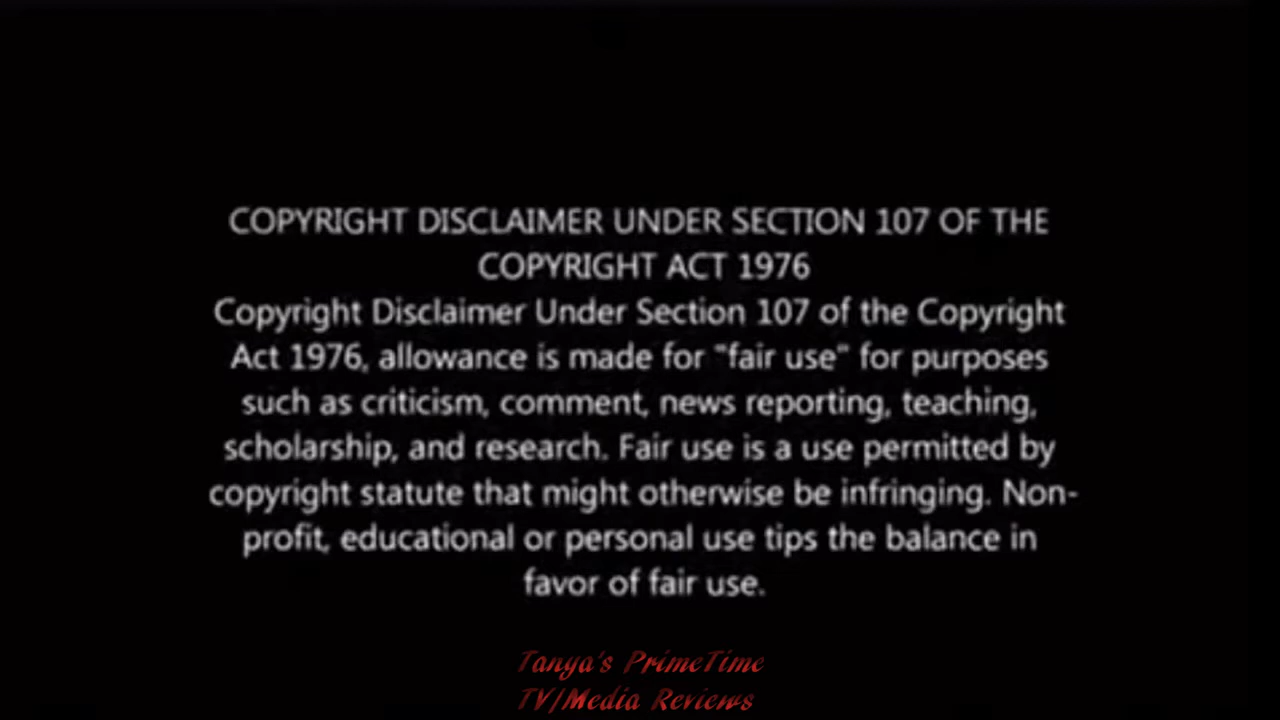 COPYRIGHT DISCLAIMER UNDER SECTION 107 OF THE
COPYRIGHT ACT 1976
Copyright Disclaimer Under Section 107 of the Copyright
Act 1976, allowance is made for "fair use" for purposes
such as criticism, comment, news reporting, teaching,
scholarship, and research. Fair use is a use permitted by
copyright statute that might otherwise be infringing. Non-
profit, educational or personal use tips the balance in
favor of fair use.
Tanya's PrimeTime
TV/Media Reviews